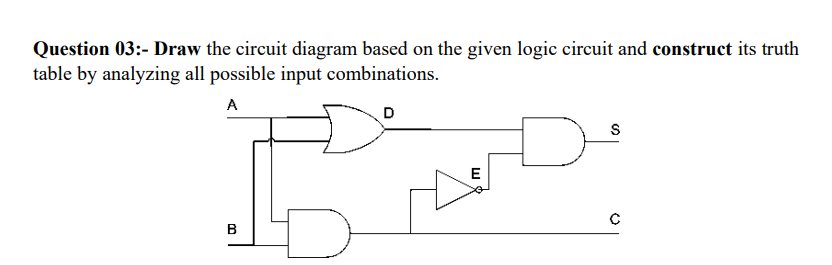 Question 03:- Draw the circuit diagram based on the given logic circuit and construct its truth
table by analyzing all possible input combinations.
A
D
S
E
C
B